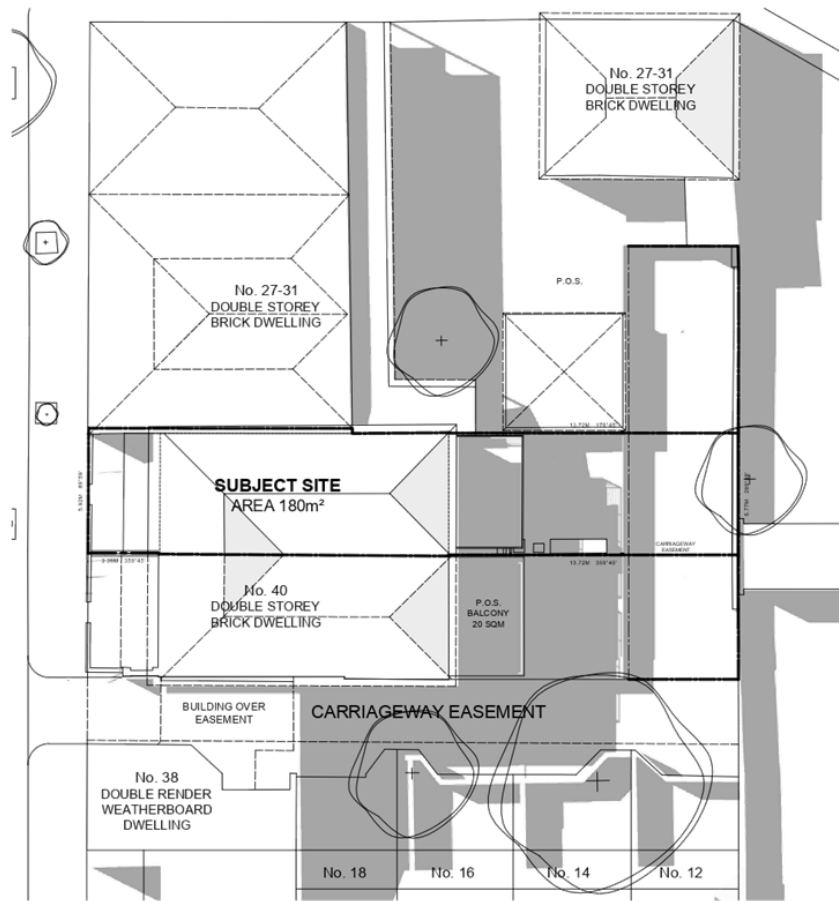 No. 27-31
DOUBLE STOREY
BRICK DWELLING
P.O.S.
No. 27-31
DOUBLE STOREY
BRICK DWELLING
SUBJECT SITE
AREA 180m²
CARRIAGEWAY
EASEMENT
No. 40
DOUBLE STOREY
BRICK DWELLING
P.O.S.
BALCONY
20 SQM
BUILDING OVER
EASEMENT
CARRIAGEWAY EASEMENT
No. 38
DOUBLE RENDER
WEATHERBOARD
DWELLING
No. 18
No. 16
No. 14
No. 12